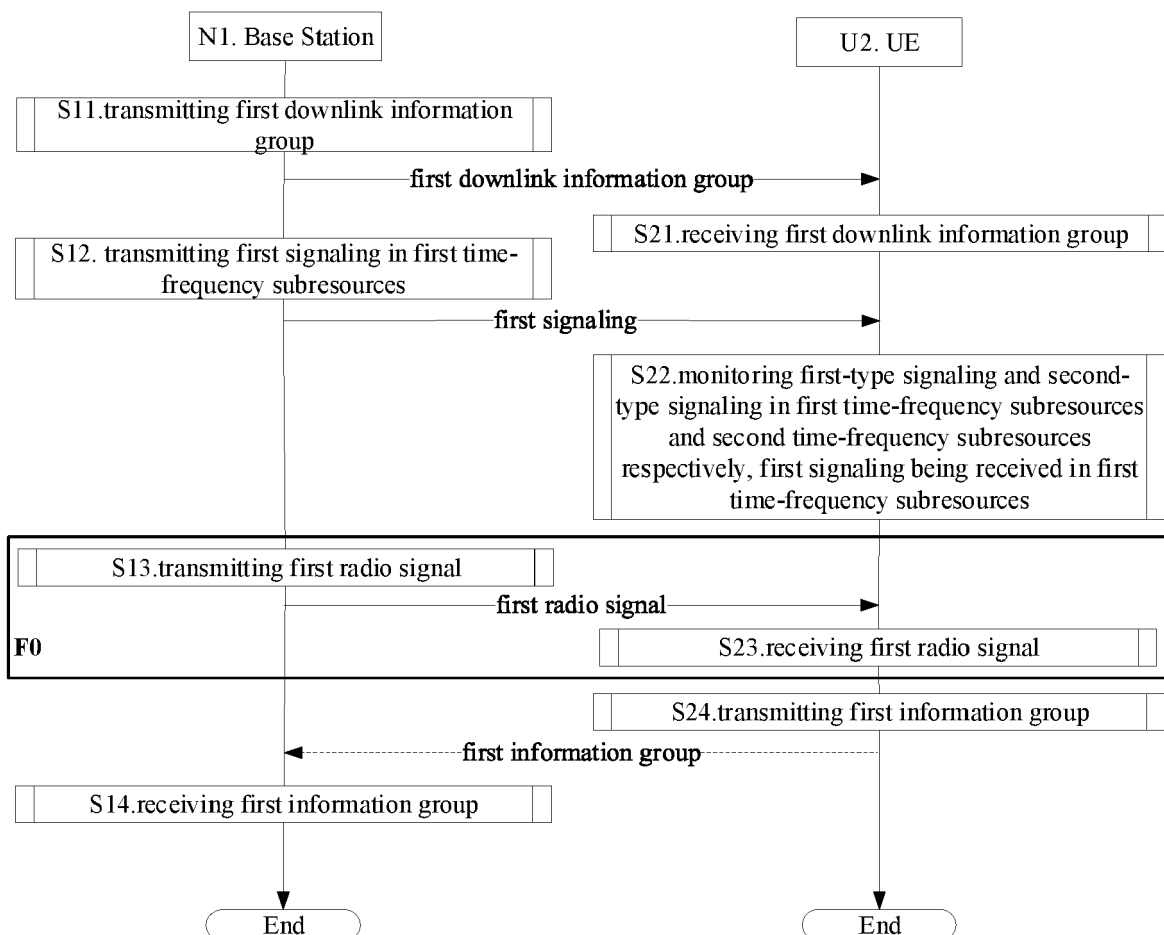 N1. Base Station
U2. UE
S11.transmitting first downlink information
group
first downlink information group
S21.receiving first downlink information group
S12. transmitting first signaling in first time-
frequency subresources
first signaling
S22.monitoring first-type signaling and second-
type signaling in first time-frequency subresources
and second time-frequency subresources
respectively, first signaling being received in first
time-frequency subresources
S13.transmitting first radio signal
first radio signal
F0
S23.receiving first radio signal
S24.transmitting first information group
first information group
S14.receiving first information group
End
End